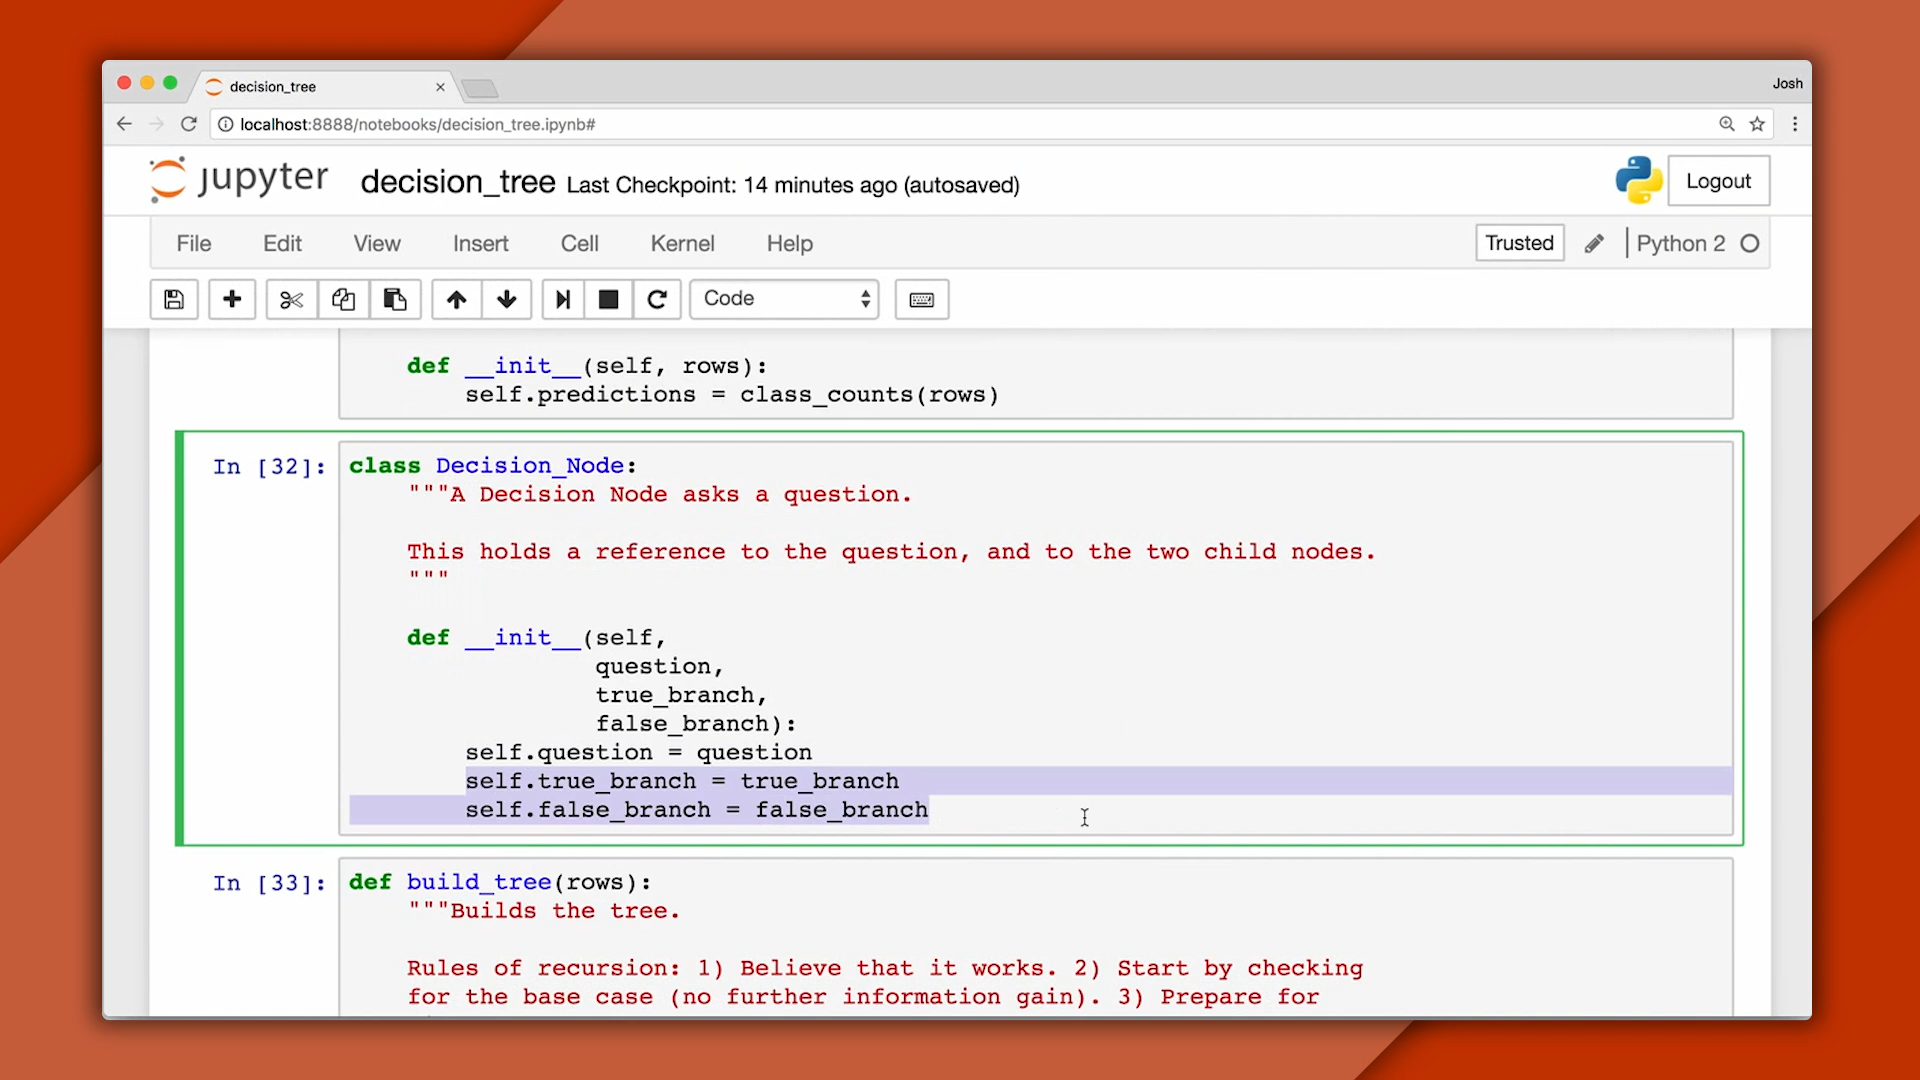 decision_tree
Josh
localhost:8888/notebooks/decision_tree.ipynb#
jupyter decision_tree Last Checkpoint: 14 minutes ago (autosaved)
Logout
File Edit View Insert Cell Kernel Help Trusted Python 2
Code
def __init__(self, rows):
self.predictions = class_counts(rows)
In [32]: class Decision_Node:
"""A Decision Node asks a question.
This holds a reference to the question, and to the two child nodes.
"""
def __init__(self,
question,
true_branch,
false_branch):
self.question = question
self.true_branch = true_branch
self.false_branch = false_branch
In [33]: def build_tree(rows):
"""Builds the tree.
Rules of recursion: 1) Believe that it works. 2) Start by checking
for the base case (no further information gain). 3) Prepare for